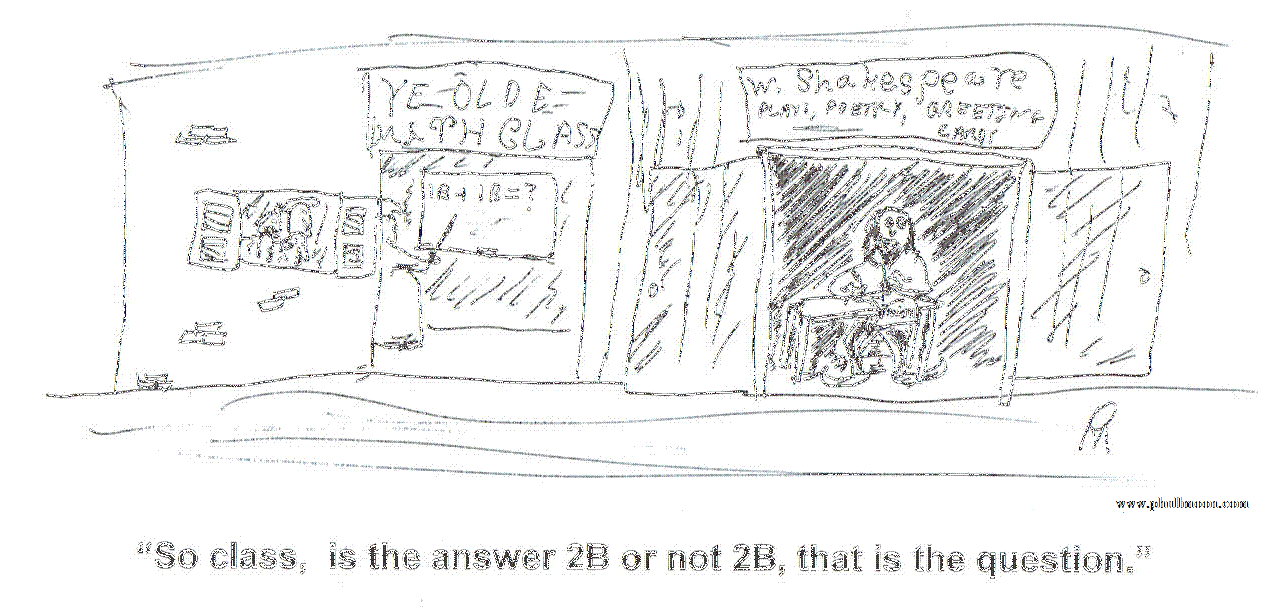 YE OLDE
MATH CLASS
1B+1B=?
W. Shakespeare
PLAYS, POETRY, GREETING
CARDS
www.phullmoon.com
“So class, is the answer 2B or not 2B, that is the question.”